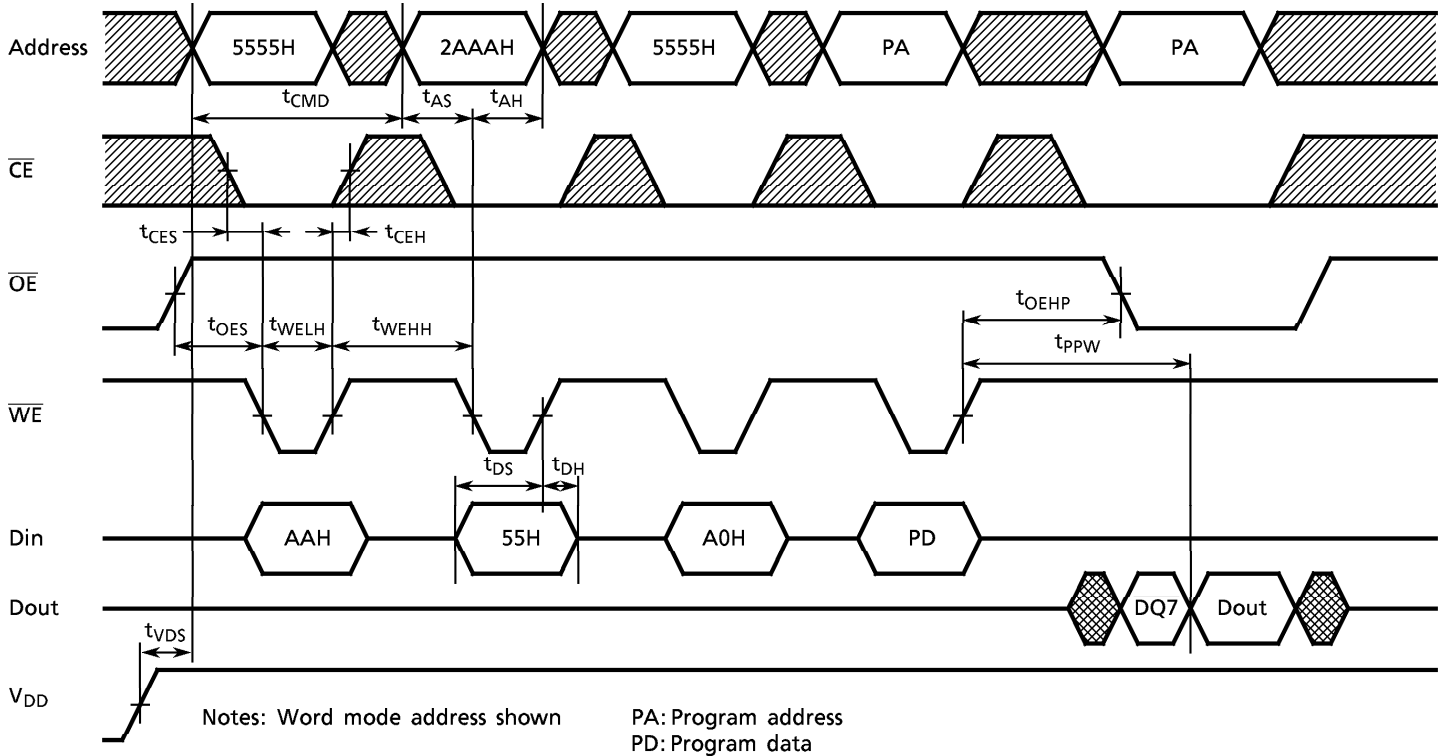 Address 5555H 2AAAH 5555H PA PA
tCMD tAS tAH
CE
tCES tCEH
OE
tOEHP
tOES tWELH tWEHH
tPPW
WE
tDS tDH
Din AAH 55H A0H PD
Dout DQ7 Dout
tVDS
VDD
Notes: Word mode address shown PA: Program address
PD: Program data